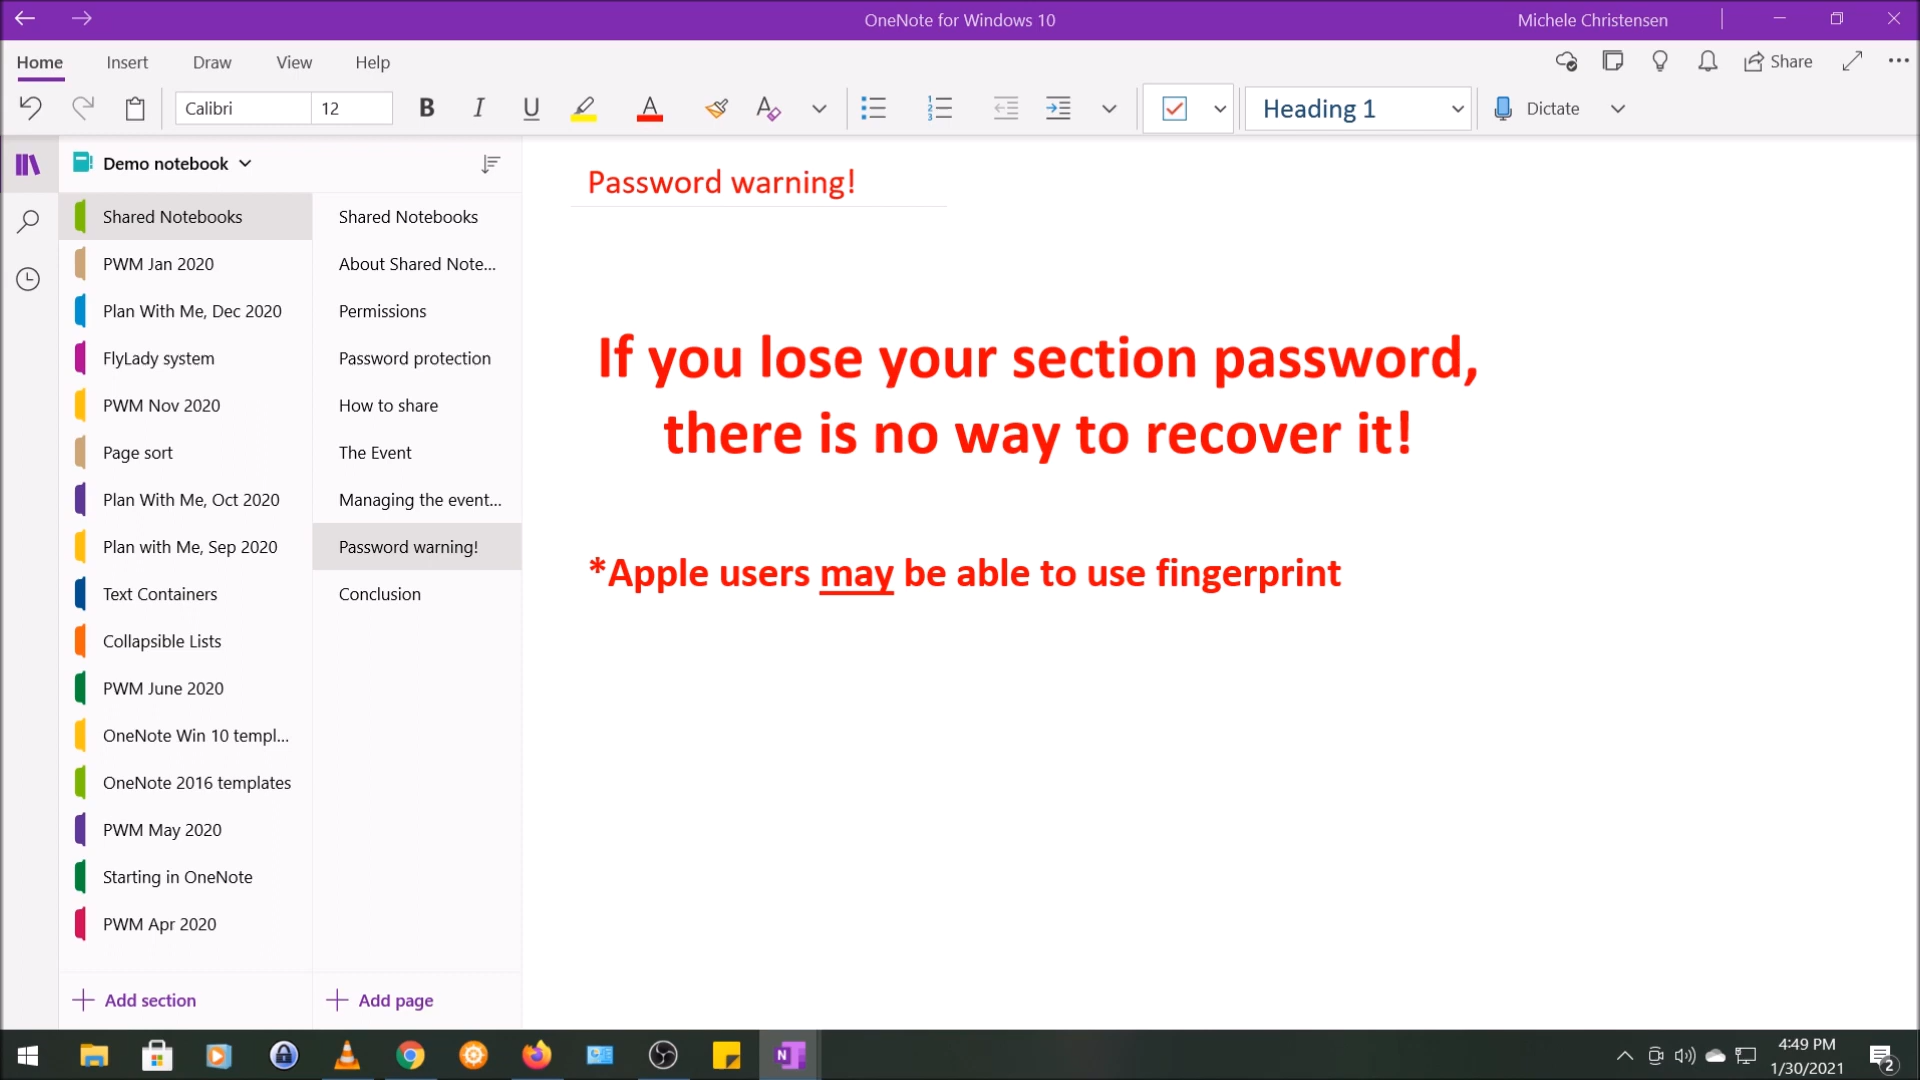 OneNote for Windows 10
Michele Christensen
Home Insert Draw View Help
Share
Calibri 12 B I U A A Heading 1 Dictate
Demo notebook
Shared Notebooks
PWM Jan 2020
Plan With Me, Dec 2020
FlyLady system
PWM Nov 2020
Page sort
Plan With Me, Oct 2020
Plan with Me, Sep 2020
Text Containers
Collapsible Lists
PWM June 2020
OneNote Win 10 templ...
OneNote 2016 templates
PWM May 2020
Starting in OneNote
PWM Apr 2020
Add section
Shared Notebooks
About Shared Note...
Permissions
Password protection
How to share
The Event
Managing the event...
Password warning!
Conclusion
Add page
Password warning!
If you lose your section password,
there is no way to recover it!
*Apple users may be able to use fingerprint
N
4:49 PM
1/30/2021
2